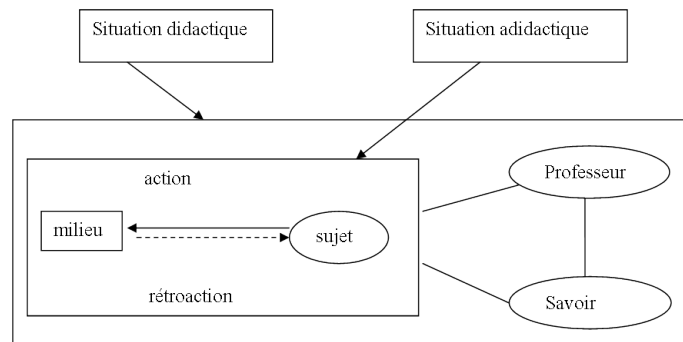 Situation didactique
Situation adidactique
action
Professeur
milieu
sujet
rétroaction
Savoir